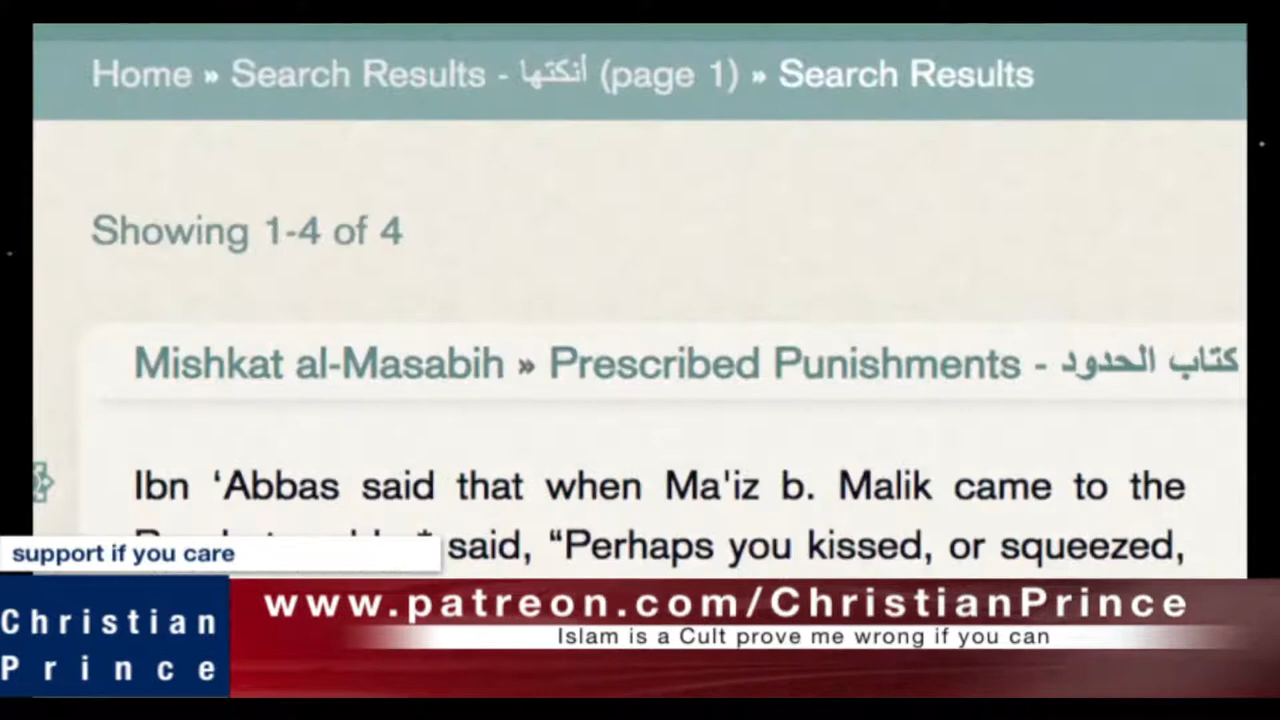 Home » Search Results - أنكتها (page 1) » Search Results
Showing 1-4 of 4
Mishkat al-Masabih » Prescribed Punishments - كتاب الحدود
Ibn ‘Abbas said that when Ma'iz b. Malik came to the
said, “Perhaps you kissed, or squeezed,
support if you care
Christian
Prince
www.patreon.com/ChristianPrince
Islam is a Cult prove me wrong if you can